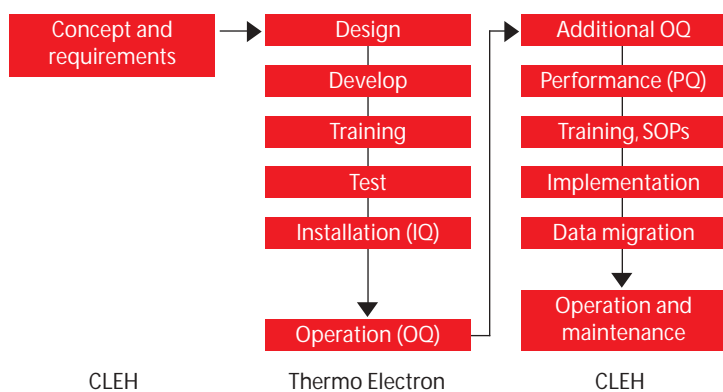 Concept and
requirements
Design
Develop
Training
Test
Installation (IQ)
Operation (OQ)
Additional OQ
Performance (PQ)
Training, SOPs
Implementation
Data migration
Operation and
maintenance
CLEH
Thermo Electron
CLEH